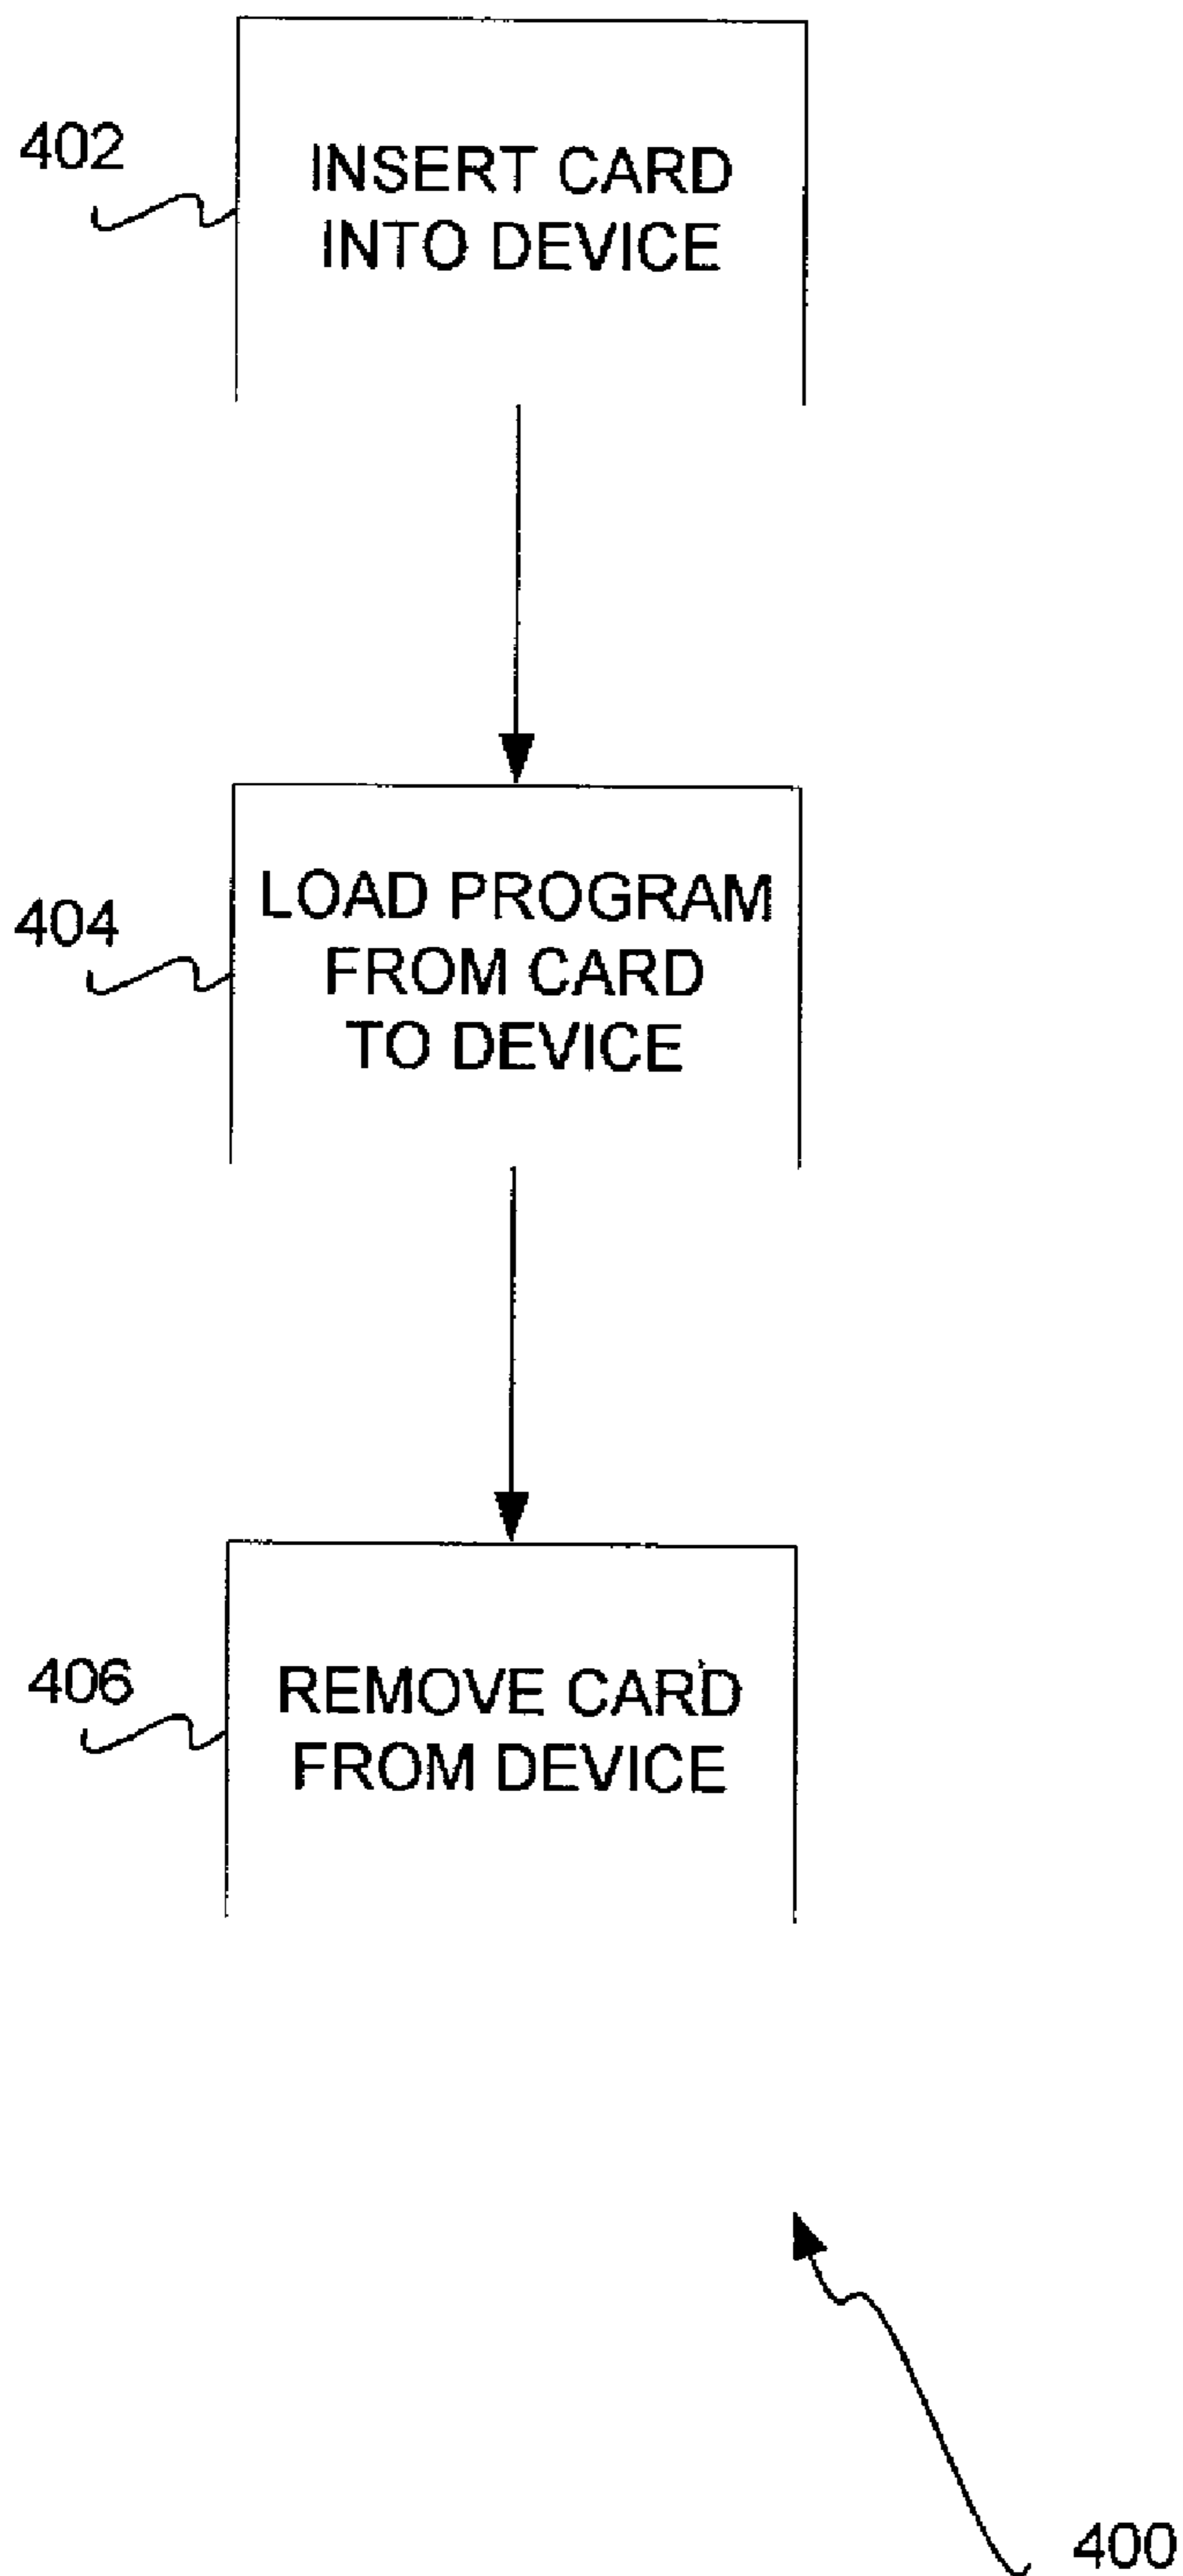 402
INSERT CARD
INTO DEVICE
404
LOAD PROGRAM
FROM CARD
TO DEVICE
406
REMOVE CARD
FROM DEVICE
400